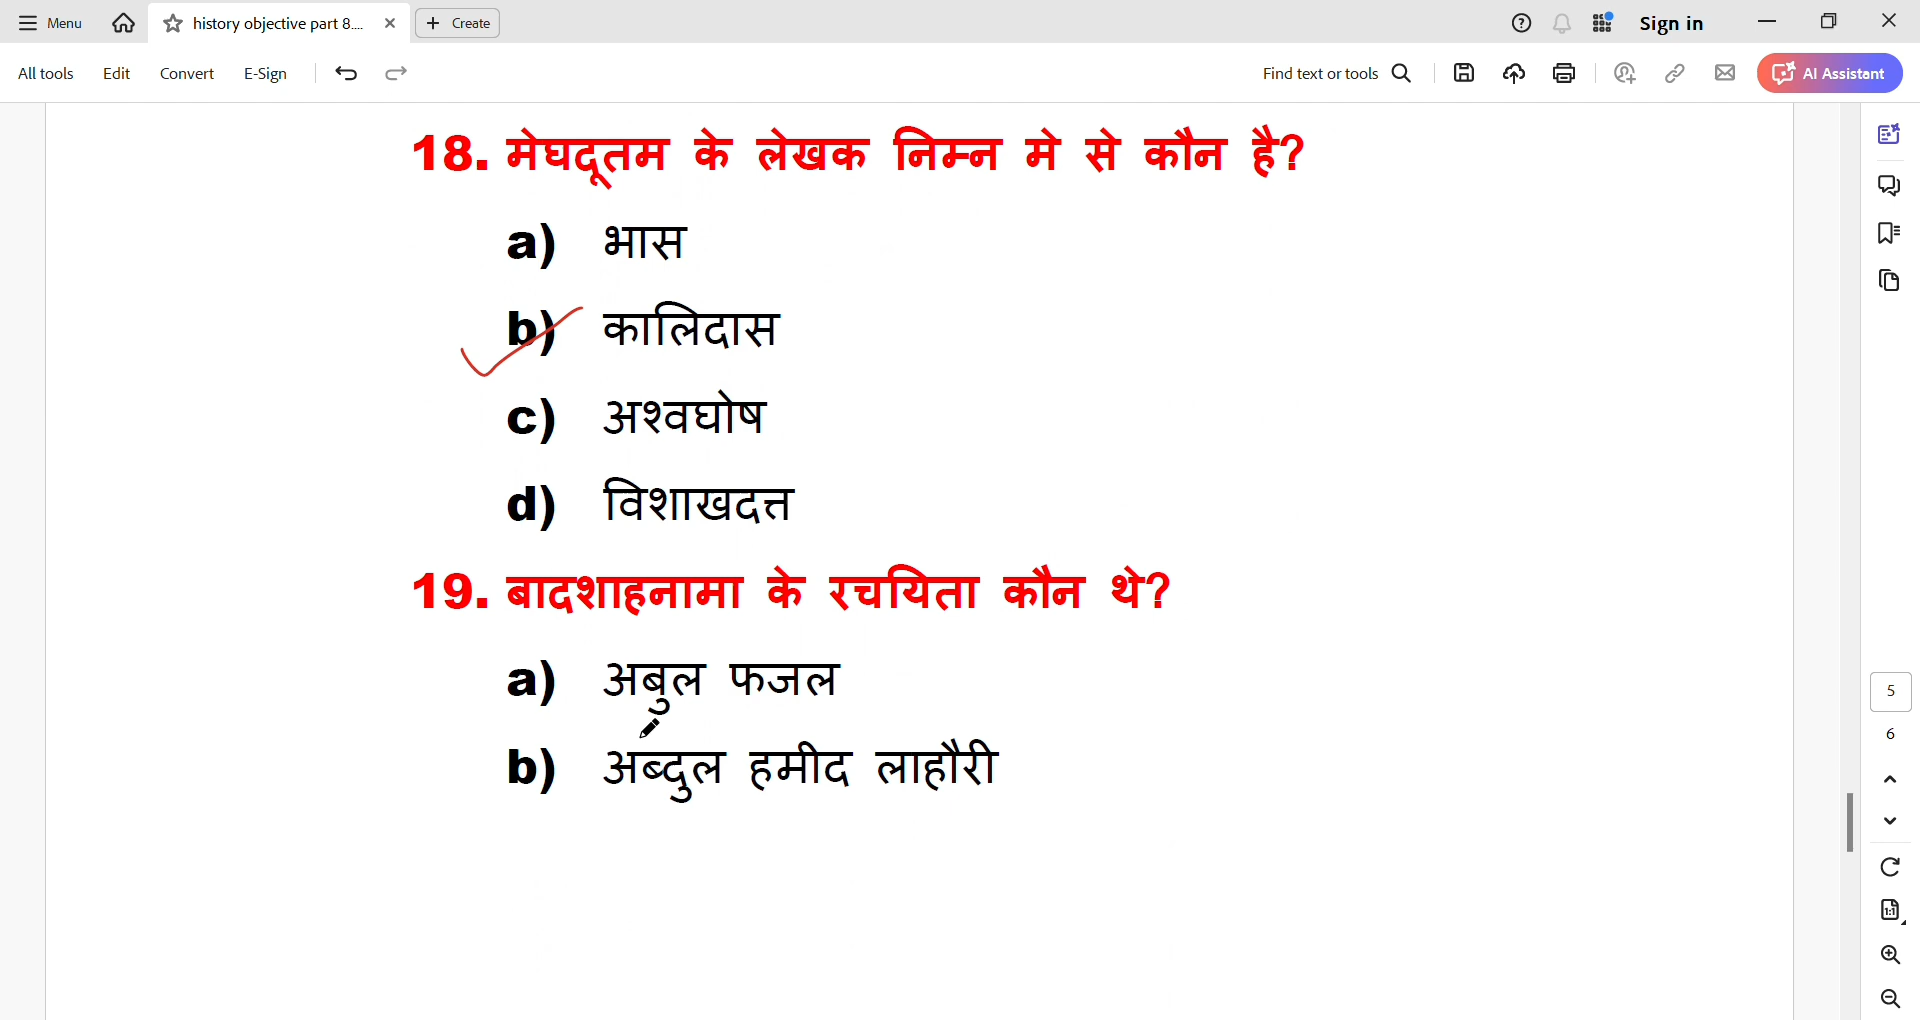 Menu
history objective part 8....
Create
Sign in
All tools
Edit
Convert
E-Sign
Find text or tools
AI Assistant
18. मेघदूतम के लेखक निम्न मे से कौन है?
a) भास
b) कालिदास
c) अश्वघोष
d) विशाखदत्त
19. बादशाहनामा के रचयिता कौन थे?
a) अबुल फजल
b) अब्दुल हमीद लाहौरी
5
6